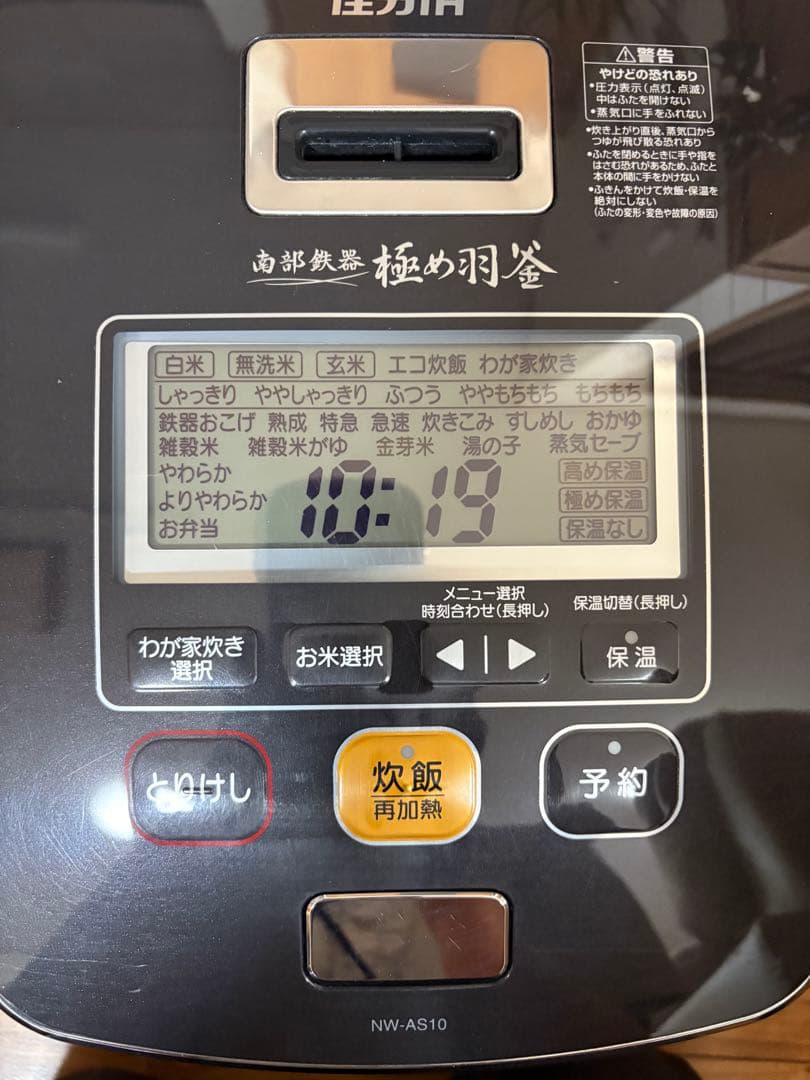 圧力IH
警告
やけどの恐れあり
•圧力表示(点灯、点滅)
中はふたを開けない
•蒸気口に手をふれない
•炊き上がり直後、蒸気口から
つゆが飛び散る恐れあり
•ふたを閉めるときに手や指を
はさむ恐れがあるため、ふたと
本体の間に手をかけない
•ふきんをかけて炊飯・保温を
絶対にしない
(ふたの変形・変色や故障の原因)
南部鉄器 極め羽釜
白米 無洗米 玄米 エコ炊飯 わが家炊き
しゃっきり ややしゃっきり ふつう ややもちもち もちもち
鉄器おこげ 熟成 特急 急速 炊きこみ すしめし おかゆ
雑穀米 雑穀米がゆ 金芽米 湯の子 蒸気セーブ
やわらか
よりやわらか
お弁当
10:19
高め保温
極め保温
保温なし
メニュー選択
時刻合わせ(長押し)
保温切替(長押し)
わが家炊き
選択
お米選択
保温
とりけし
炊飯
再加熱
予約
NW-AS10